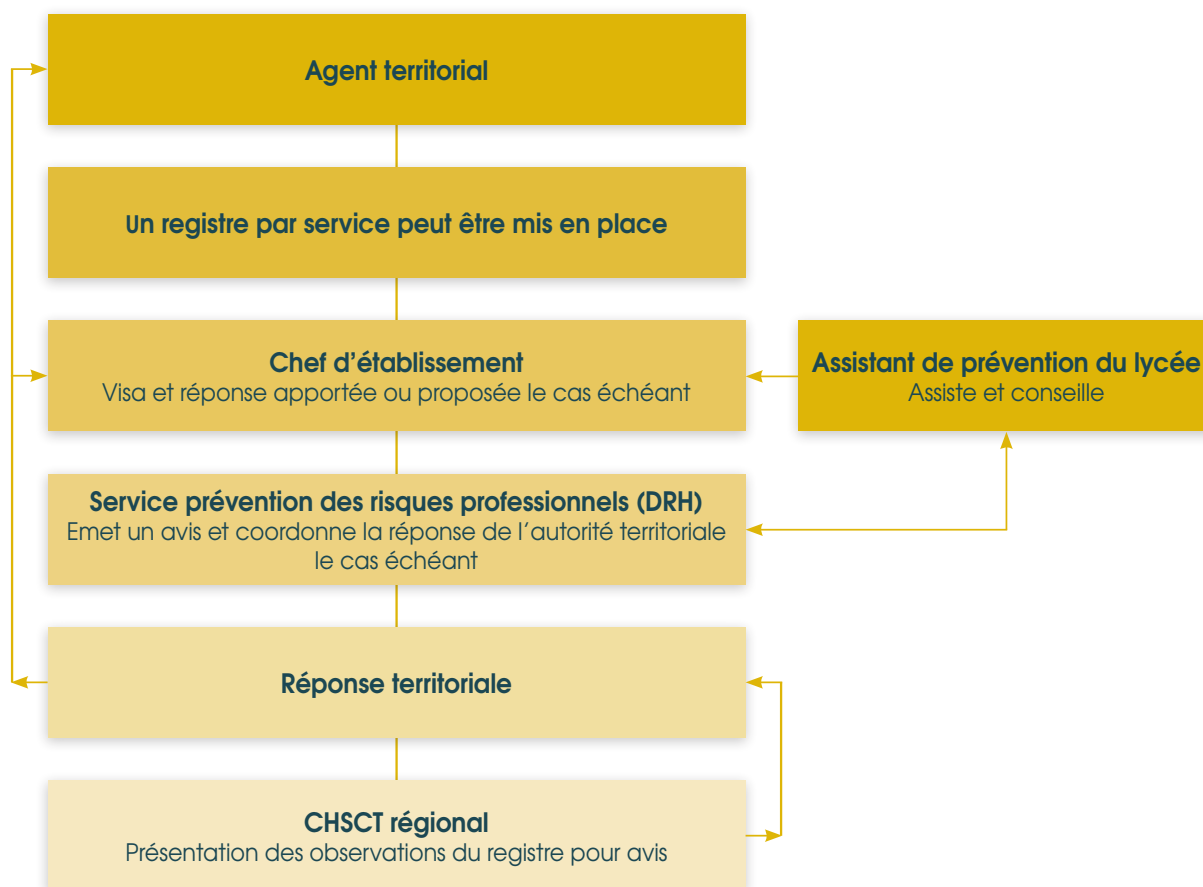 Agent territorial
Un registre par service peut être mis en place
Chef d’établissement
Visa et réponse apportée ou proposée le cas échéant
Assistant de prévention du lycée
Assiste et conseille
Service prévention des risques professionnels (DRH)
Emet un avis et coordonne la réponse de l’autorité territoriale
le cas échéant
Réponse territoriale
CHSCT régional
Présentation des observations du registre pour avis